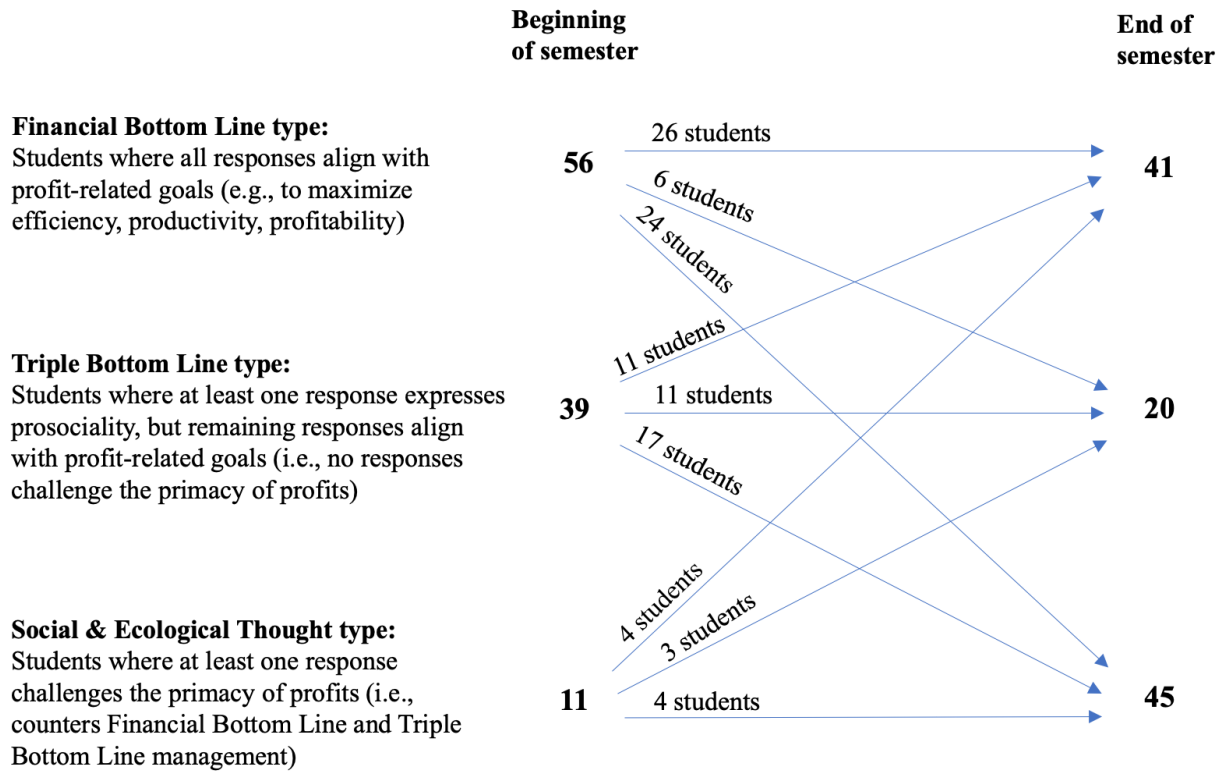 Beginning
of semester
End of
semester
Financial Bottom Line type:
Students where all responses align with
profit-related goals (e.g., to maximize
efficiency, productivity, profitability)
56
26 students
6 students
24 students
41
Triple Bottom Line type:
Students where at least one response expresses
prosociality, but remaining responses align
with profit-related goals (i.e., no responses
challenge the primacy of profits)
39
11 students
11 students
17 students
20
Social & Ecological Thought type:
Students where at least one response
challenges the primacy of profits (i.e.,
counters Financial Bottom Line and Triple
Bottom Line management)
11
4 students
3 students
4 students
45